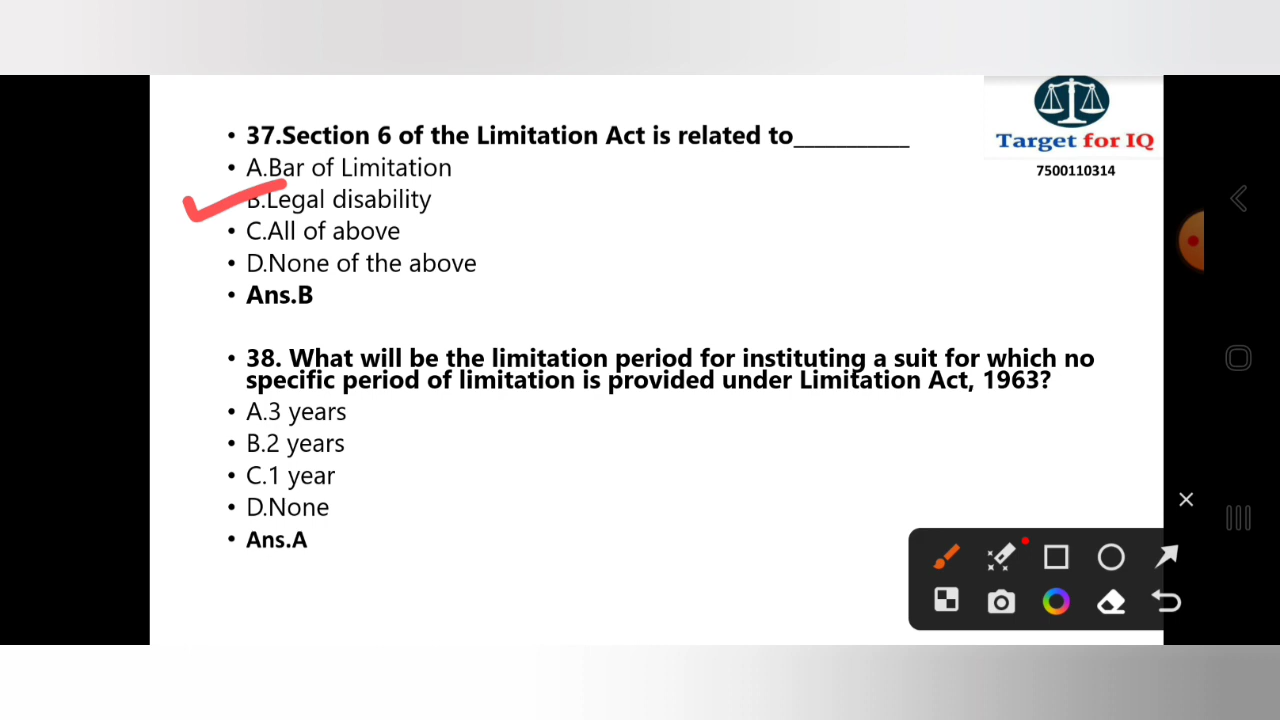 • 37.Section 6 of the Limitation Act is related to___________
• A.Bar of Limitation
B.Legal disability
• C.All of above
• D.None of the above
• Ans.B
• 38. What will be the limitation period for instituting a suit for which no
specific period of limitation is provided under Limitation Act, 1963?
• A.3 years
• B.2 years
• C.1 year
• D.None
• Ans.A
Target for IQ
7500110314